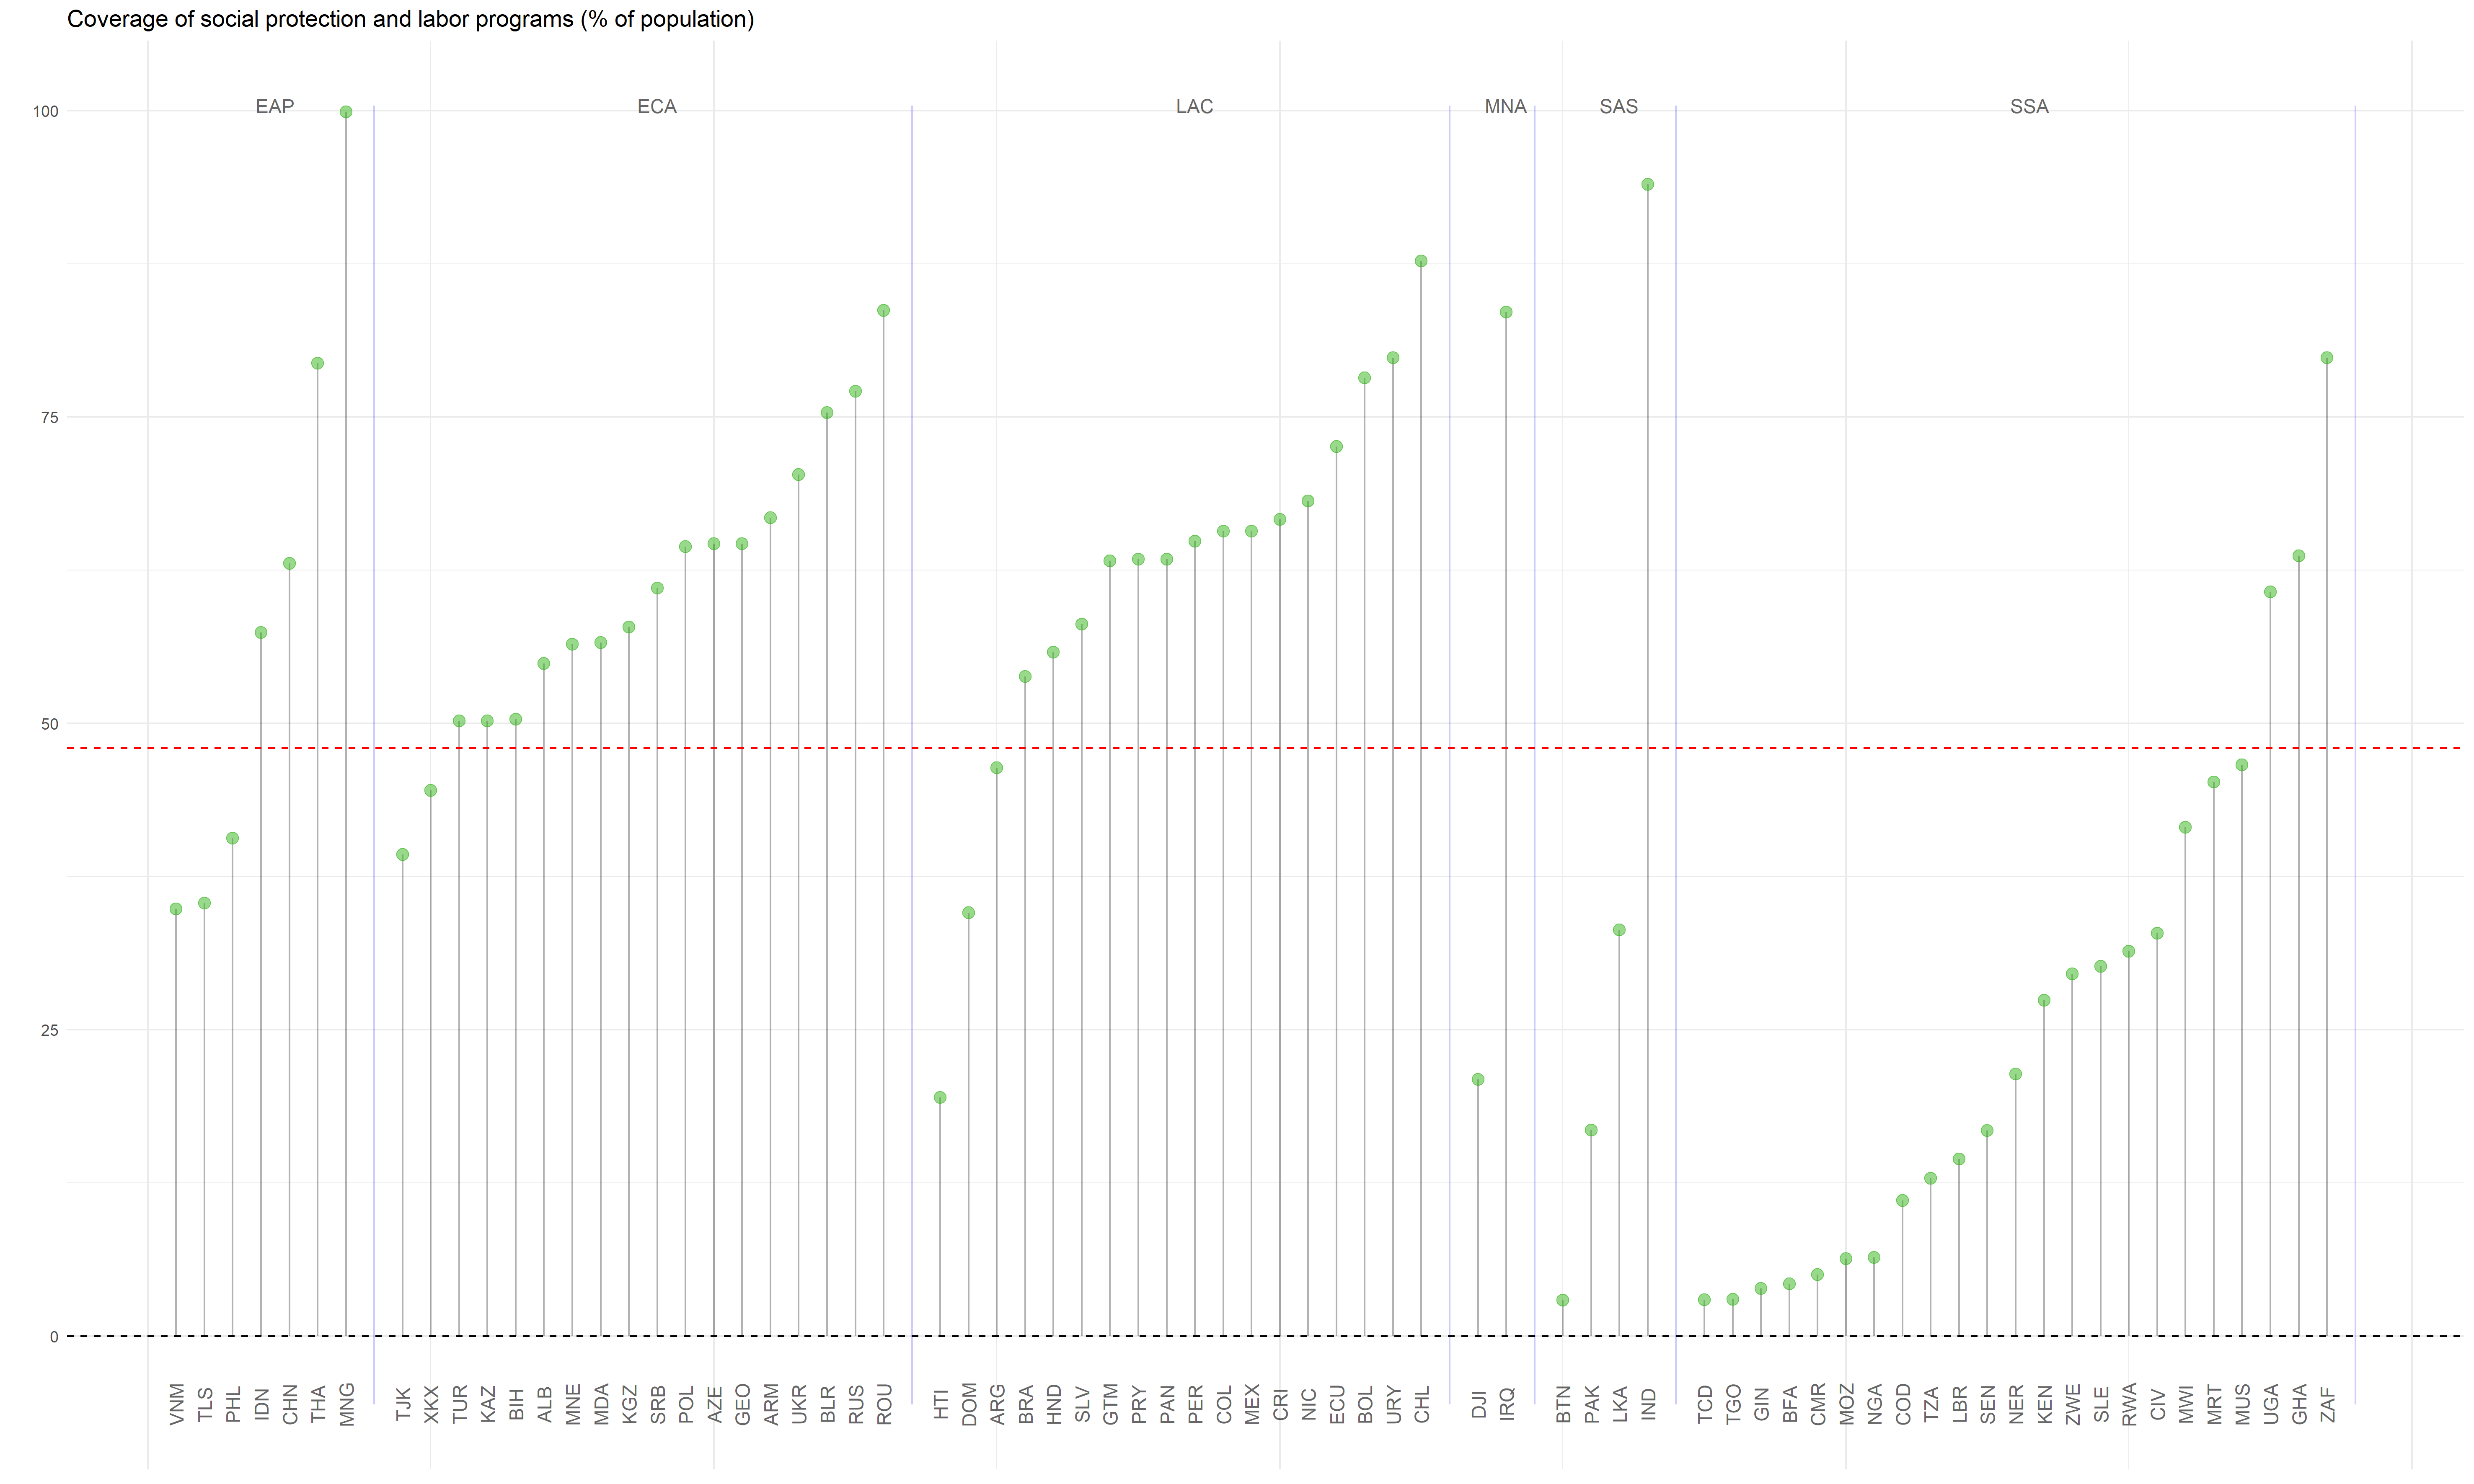 Coverage of social protection and labor programs (% of population)
EAP ECA LAC MNA SAS SSA
100
75
50
25
0
VNM TLS PHL IDN CHN THA MNG TJK XKX TUR KAZ BIH ALB MNE MDA KGZ SRB POL AZE GEO ARM UKR BLR RUS ROU HTI DOM ARG BRA HND SLV GTM PRY PAN PER COL MEX CRI NIC ECU BOL URY CHL DJI IRQ BTN PAK LKA IND TCD TGO GIN BFA CMR MOZ NGA COD TZA LBR SEN NER KEN ZWE SLE RWA CIV MWI MRT MUS UGA GHA ZAF